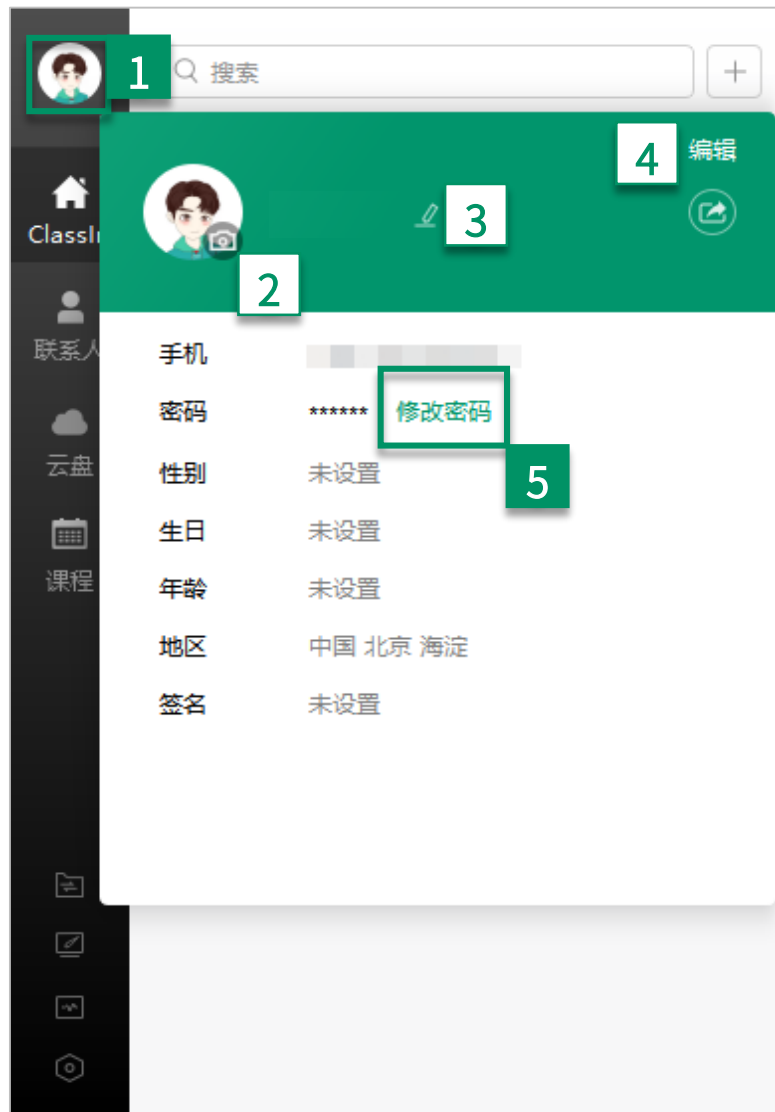 1
搜索
4
编辑
3
2
ClassIn
联系人
云盘
课程
手机
密码 ****** 修改密码
5
性别 未设置
生日 未设置
年龄 未设置
地区 中国 北京 海淀
签名 未设置